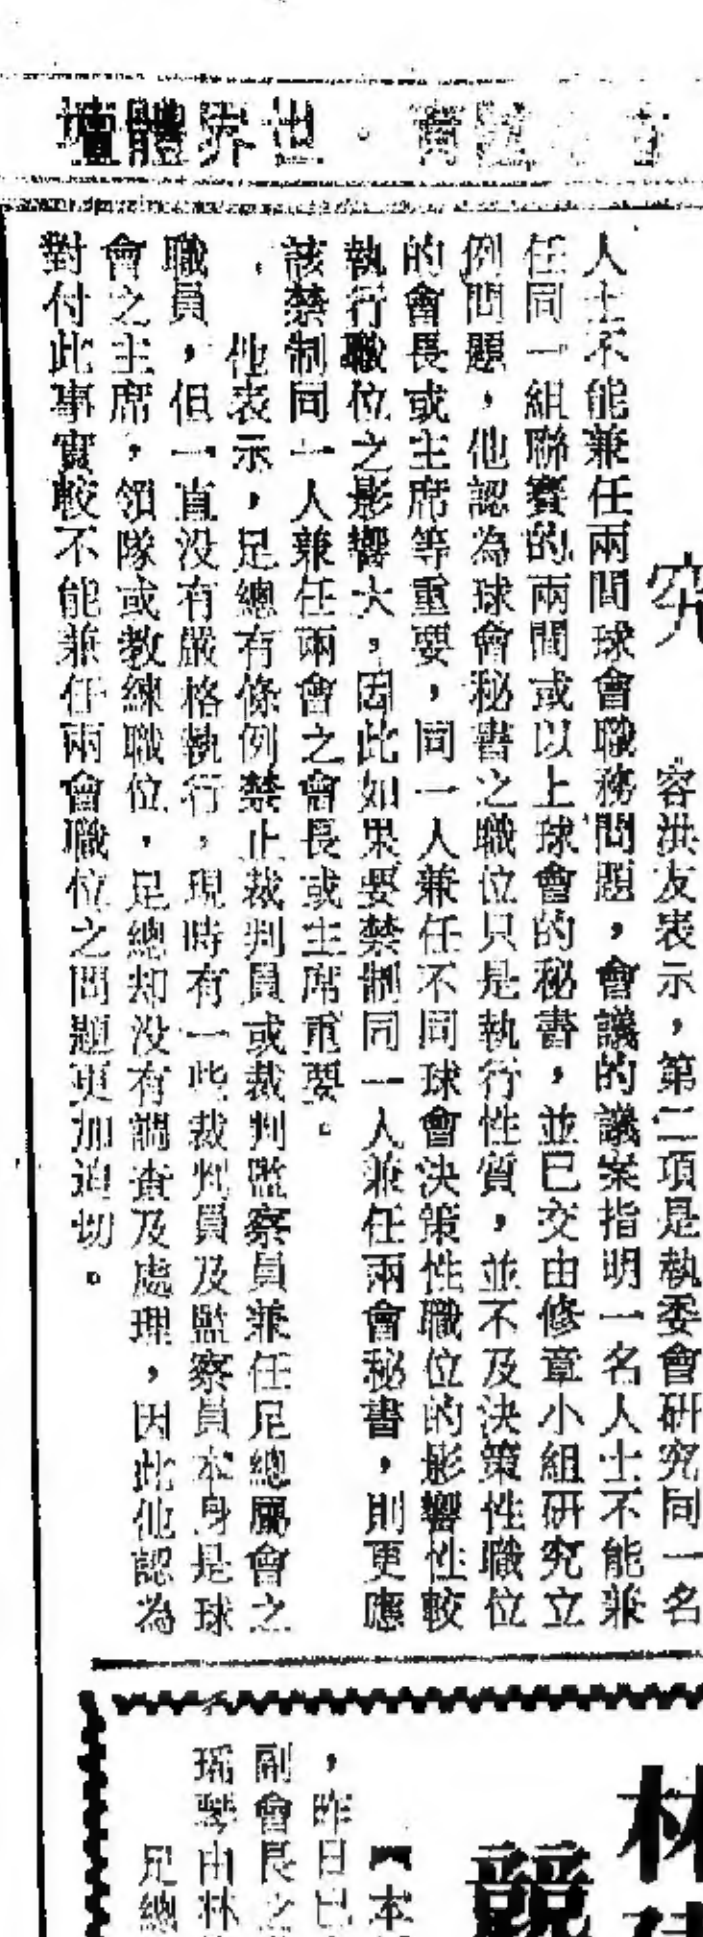 世界體壇
究
容洪友表示，第二項是執委會研究同一名
人士不能兼任兩間球會職務問題，會議的議案指明一名人士不能兼
任同一組聯賽的兩間或以上球會的秘書，並已交由修章小組研究立
例問題，他認為球會秘書之職位只是執行性質，並不及決策性職位
的會長或主席等重要，同一人兼任不同球會決策性職位的影響性較
執行職位之影響大，因此如果要禁制同一人兼任兩會秘書，則更應
該禁制同一人兼任兩會之會長或主席重要。
他表示，足總有條例禁止裁判員或裁判監察員兼任足總屬會之
職員，但一直没有嚴格執行，現時有一些裁判員及監察員本身是球
會之主席，領隊或教練職位，足總却没有調查及處理，因此他認為
對付此事實較不能兼任兩會職位之問題更加迫切。
林
競
【本
，昨日已
副會長之
瑤琴由林
足總